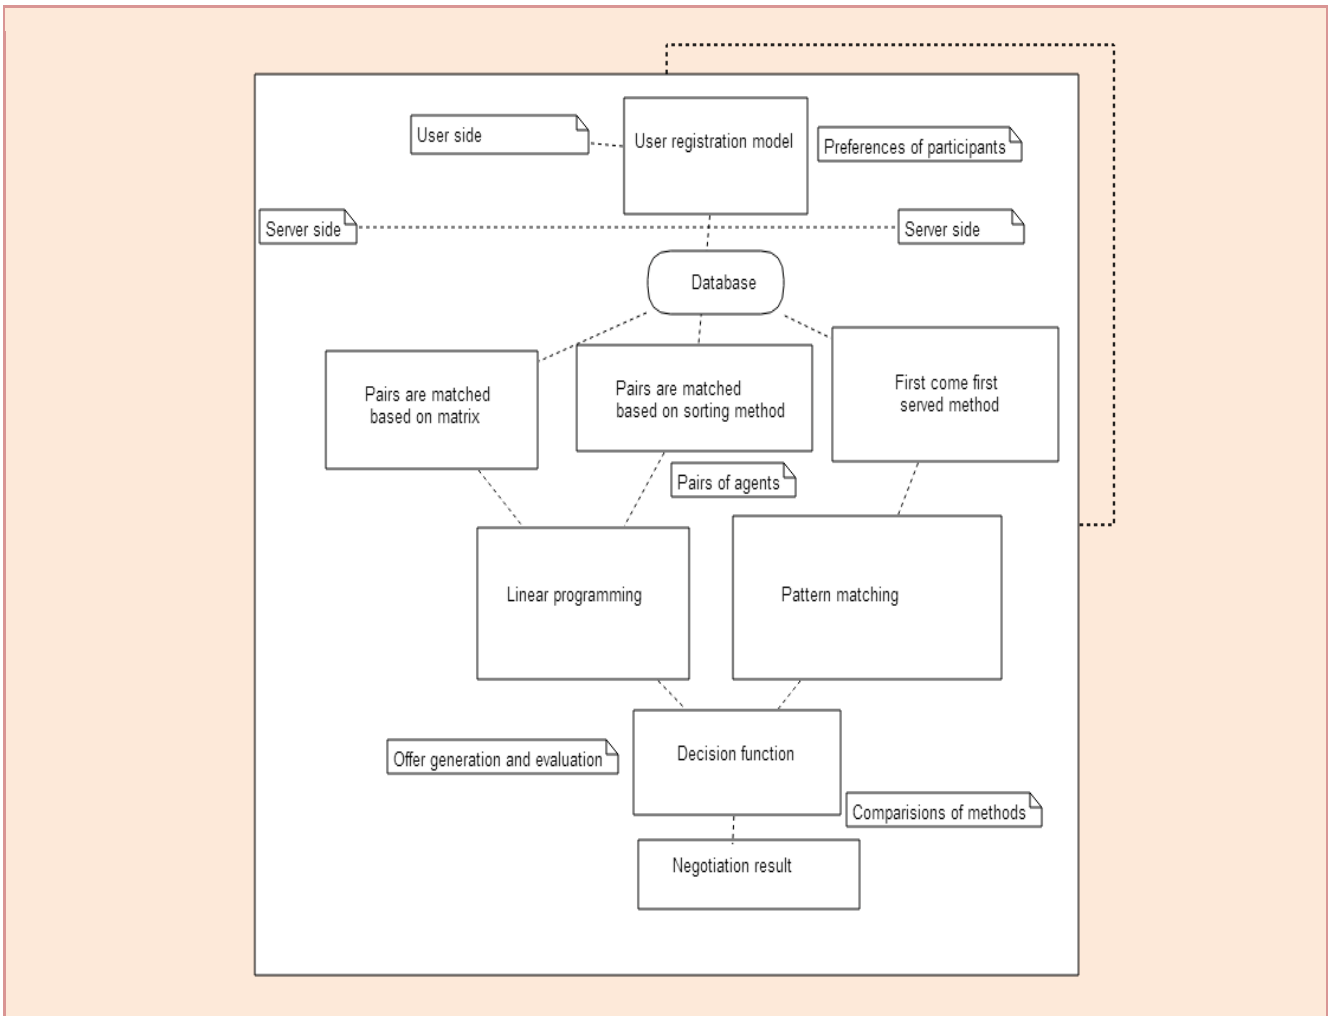 User side
User registration model
Preferences of participants
Server side
Server side
Database
Pairs are matched
based on matrix
Pairs are matched
based on sorting method
First come first
served method
Pairs of agents
Linear programming
Pattern matching
Offer generation and evaluation
Decision function
Comparisions of methods
Negotiation result